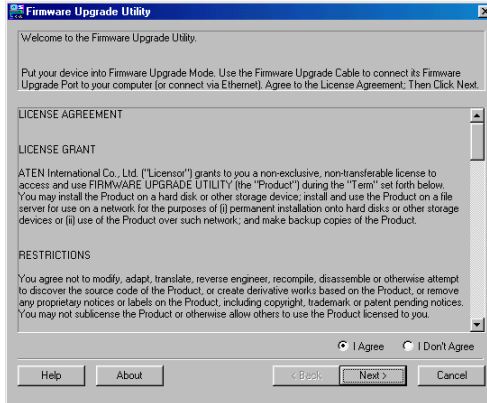 Firmware Upgrade Utility
Welcome to the Firmware Upgrade Utility.
Put your device into Firmware Upgrade Mode. Use the Firmware Upgrade Cable to connect its Firmware
Upgrade Port to your computer (or connect via Ethernet). Agree to the License Agreement; Then Click Next.
LICENSE AGREEMENT
LICENSE GRANT
ATEN International Co., Ltd. ("Licensor") grants to you a non-exclusive, non-transferable license to
access and use FIRMWARE UPGRADE UTILITY (the "Product") during the "Term" set forth below.
You may install the Product on a hard disk or other storage device; install and use the Product on a file
server for use on a network for the purposes of (i) permanent installation onto hard disks or other storage
devices or (ii) use of the Product over such network; and make backup copies of the Product.
RESTRICTIONS
You agree not to modify, adapt, translate, reverse engineer, recompile, disassemble or otherwise attempt
to discover the source code of the Product, or create derivative works based on the Product, or remove
any proprietary notices or labels on the Product, including copyright, trademark or patent pending notices.
You may not sublicense the Product or otherwise allow others to use the Product licensed to you.
I Agree I Don't Agree
Help About < Back Next > Cancel